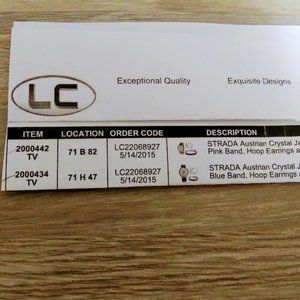 LC
Exceptional Quality Exquisite Designs
ITEM LOCATION ORDER CODE DESCRIPTION
2000442 71 B 82 LC22068927 STRADA Austrian Crystal Ja
TV 5/14/2015 Pink Band, Hoop Earrings a
2000434 71 H 47 LC22068927 STRADA Austrian Crystal Ja
TV 5/14/2015 Blue Band, Hoop Earrings a